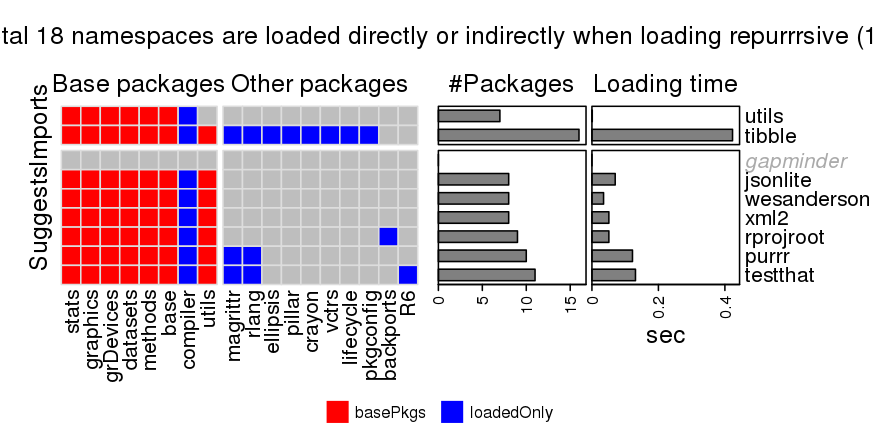 tal 18 namespaces are loaded directly or indirectly when loading repurrrsive (1
Base packages Other packages #Packages Loading time
Imports
Suggests
utils
tibble
gapminder
jsonlite
wesanderson
xml2
rprojroot
purrr
testthat
stats
graphics
grDevices
datasets
methods
base
compiler
utils
magrittr
rlang
ellipsis
pillar
crayon
vctrs
lifecycle
pkgconfig
backports
R6
0 5 10 15
0 0.2 0.4
sec
basePkgs loadedOnly